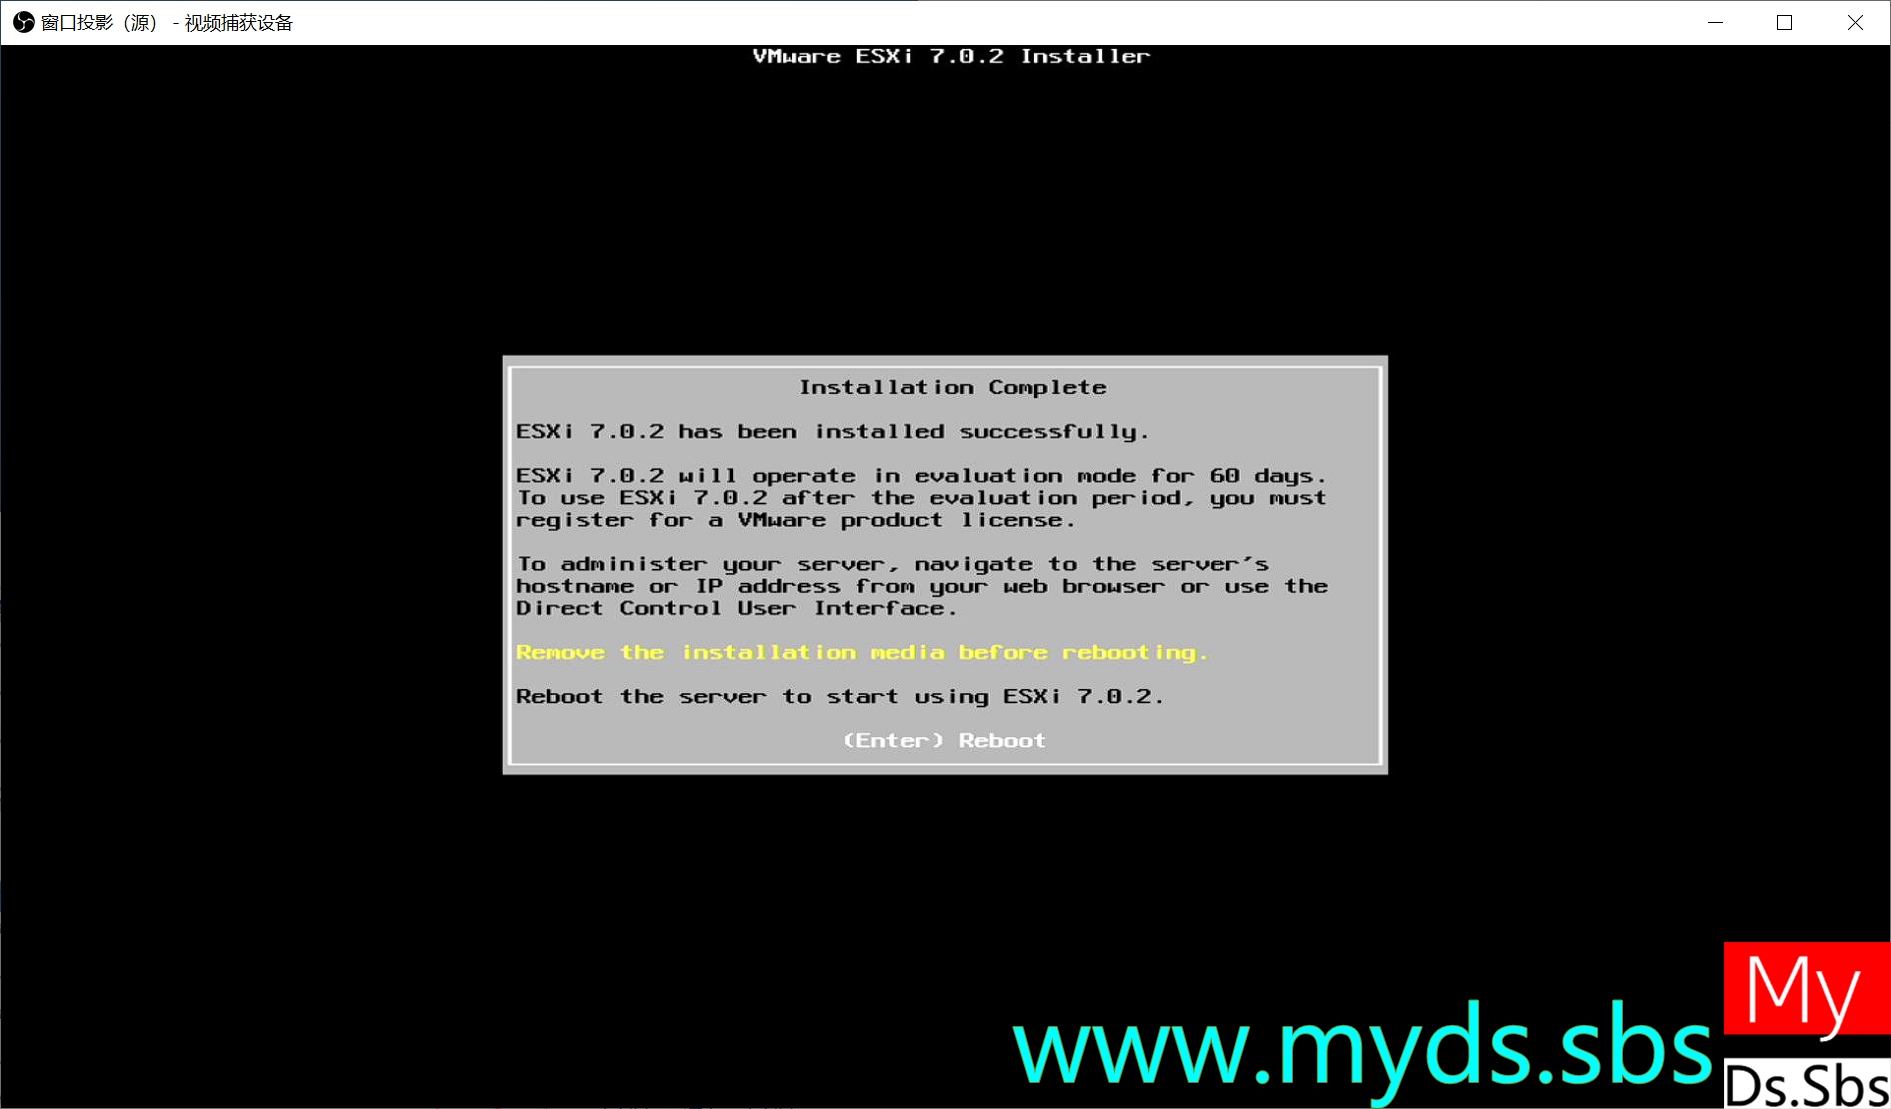 窗口投影（源） - 视频捕获设备
VMware ESXi 7.0.2 Installer
Installation Complete
ESXi 7.0.2 has been installed successfully.
ESXi 7.0.2 will operate in evaluation mode for 60 days.
To use ESXi 7.0.2 after the evaluation period, you must
register for a VMware product license.
To administer your server, navigate to the server's
hostname or IP address from your web browser or use the
Direct Control User Interface.
Remove the installation media before rebooting.
Reboot the server to start using ESXi 7.0.2.
(Enter) Reboot
My
www.myds.sbs
Ds.Sbs